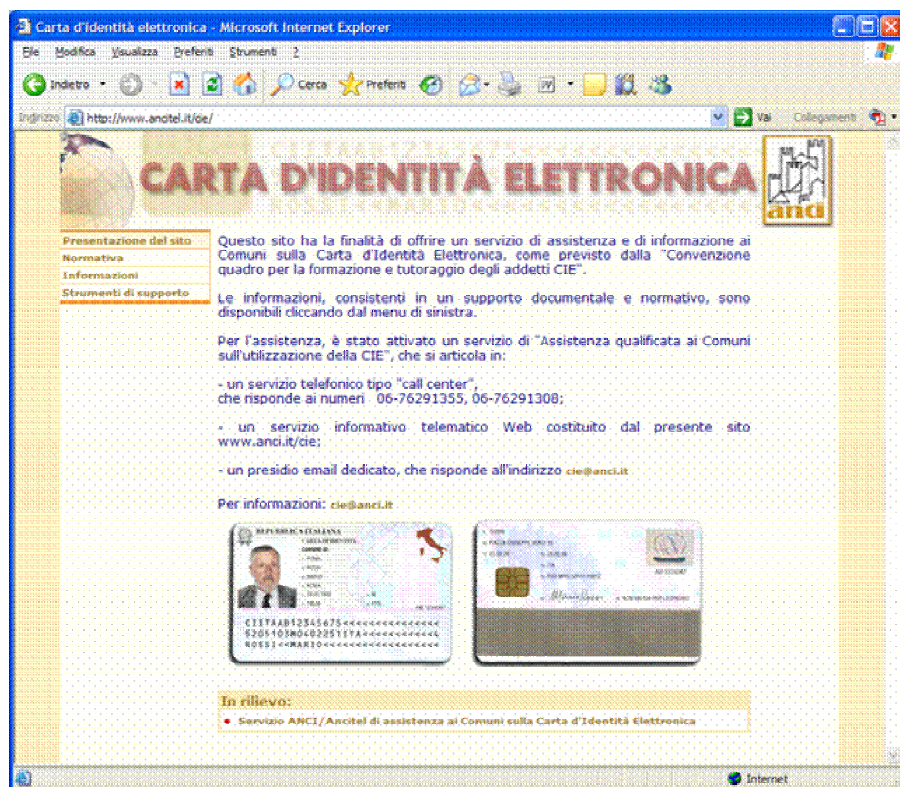 Carta d'identità elettronica - Microsoft Internet Explorer
File Modifica Visualizza Preferiti Strumenti ?
Indietro Cerca Preferiti
Indirizzo http://www.ancitel.it/cie/ Vai Collegamenti
CARTA D'IDENTITÀ ELETTRONICA
anci
Presentazione del sito
Normativa
Informazioni
Strumenti di supporto
Questo sito ha la finalità di offrire un servizio di assistenza e di informazione ai
Comuni sulla Carta d'Identità Elettronica, come previsto dalla "Convenzione
quadro per la formazione e tutoraggio degli addetti CIE".
Le informazioni, consistenti in un supporto documentale e normativo, sono
disponibili cliccando dal menu di sinistra.
Per l'assistenza, è stato attivato un servizio di "Assistenza qualificata ai Comuni
sull'utilizzazione della CIE", che si articola in:
- un servizio telefonico tipo "call center",
che risponde ai numeri 06-76291355, 06-76291308;
- un servizio informativo telematico Web costituito dal presente sito
www.anci.it/cie;
- un presidio email dedicato, che risponde all'indirizzo cie@anci.it
Per informazioni: cie@anci.it
REPUBBLICA ITALIANA
CIITAAB12345675<<<<<<<<<<<<<<<
5205103M0402251ITA<<<<<<<<<<<4
ROSSI<<MARIO<<<<<<<<<<<<<<<<<<
In rilievo:
Servizio ANCI/Ancitel di assistenza ai Comuni sulla Carta d'Identità Elettronica
Internet